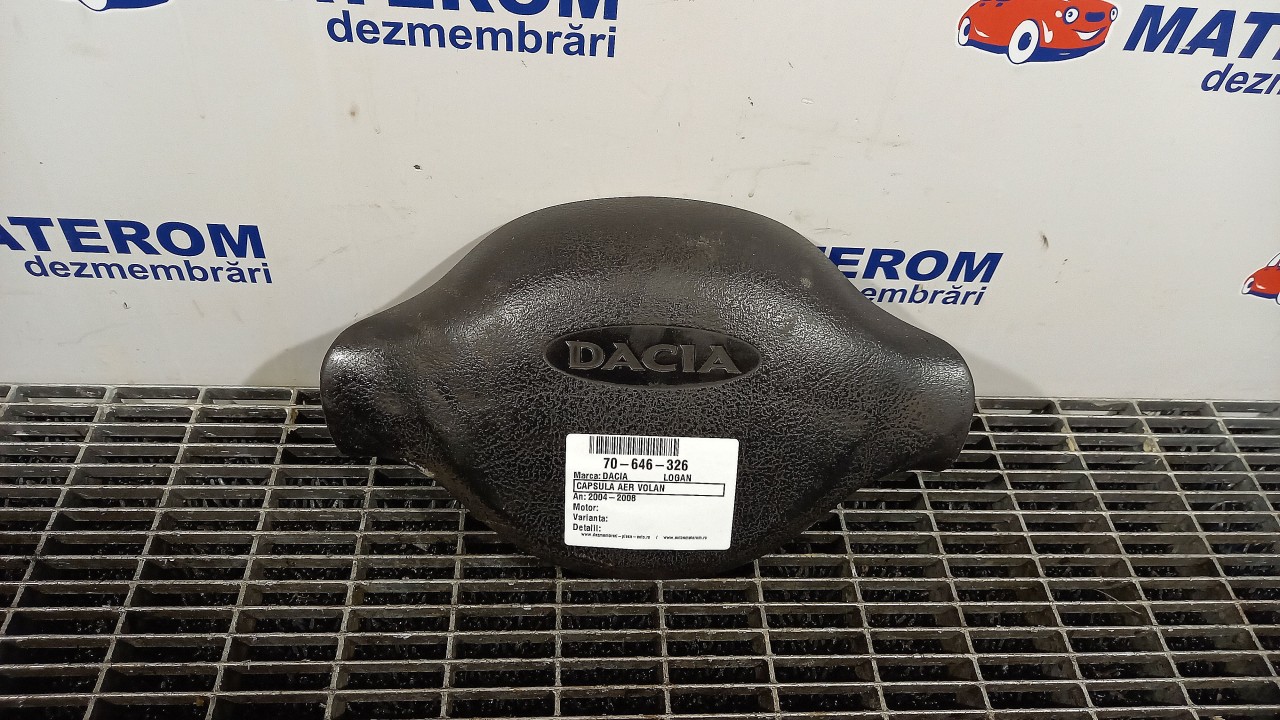 MATEROM
dezmembrări
MAT
dezm
ATEROM
dezmembrări
EROM
embrări
DACIA
70-646-326
Marca: DACIA LOGAN
CAPSULA AER VOLAN
An: 2004-2008
Motor:
Varianta:
Detalii: